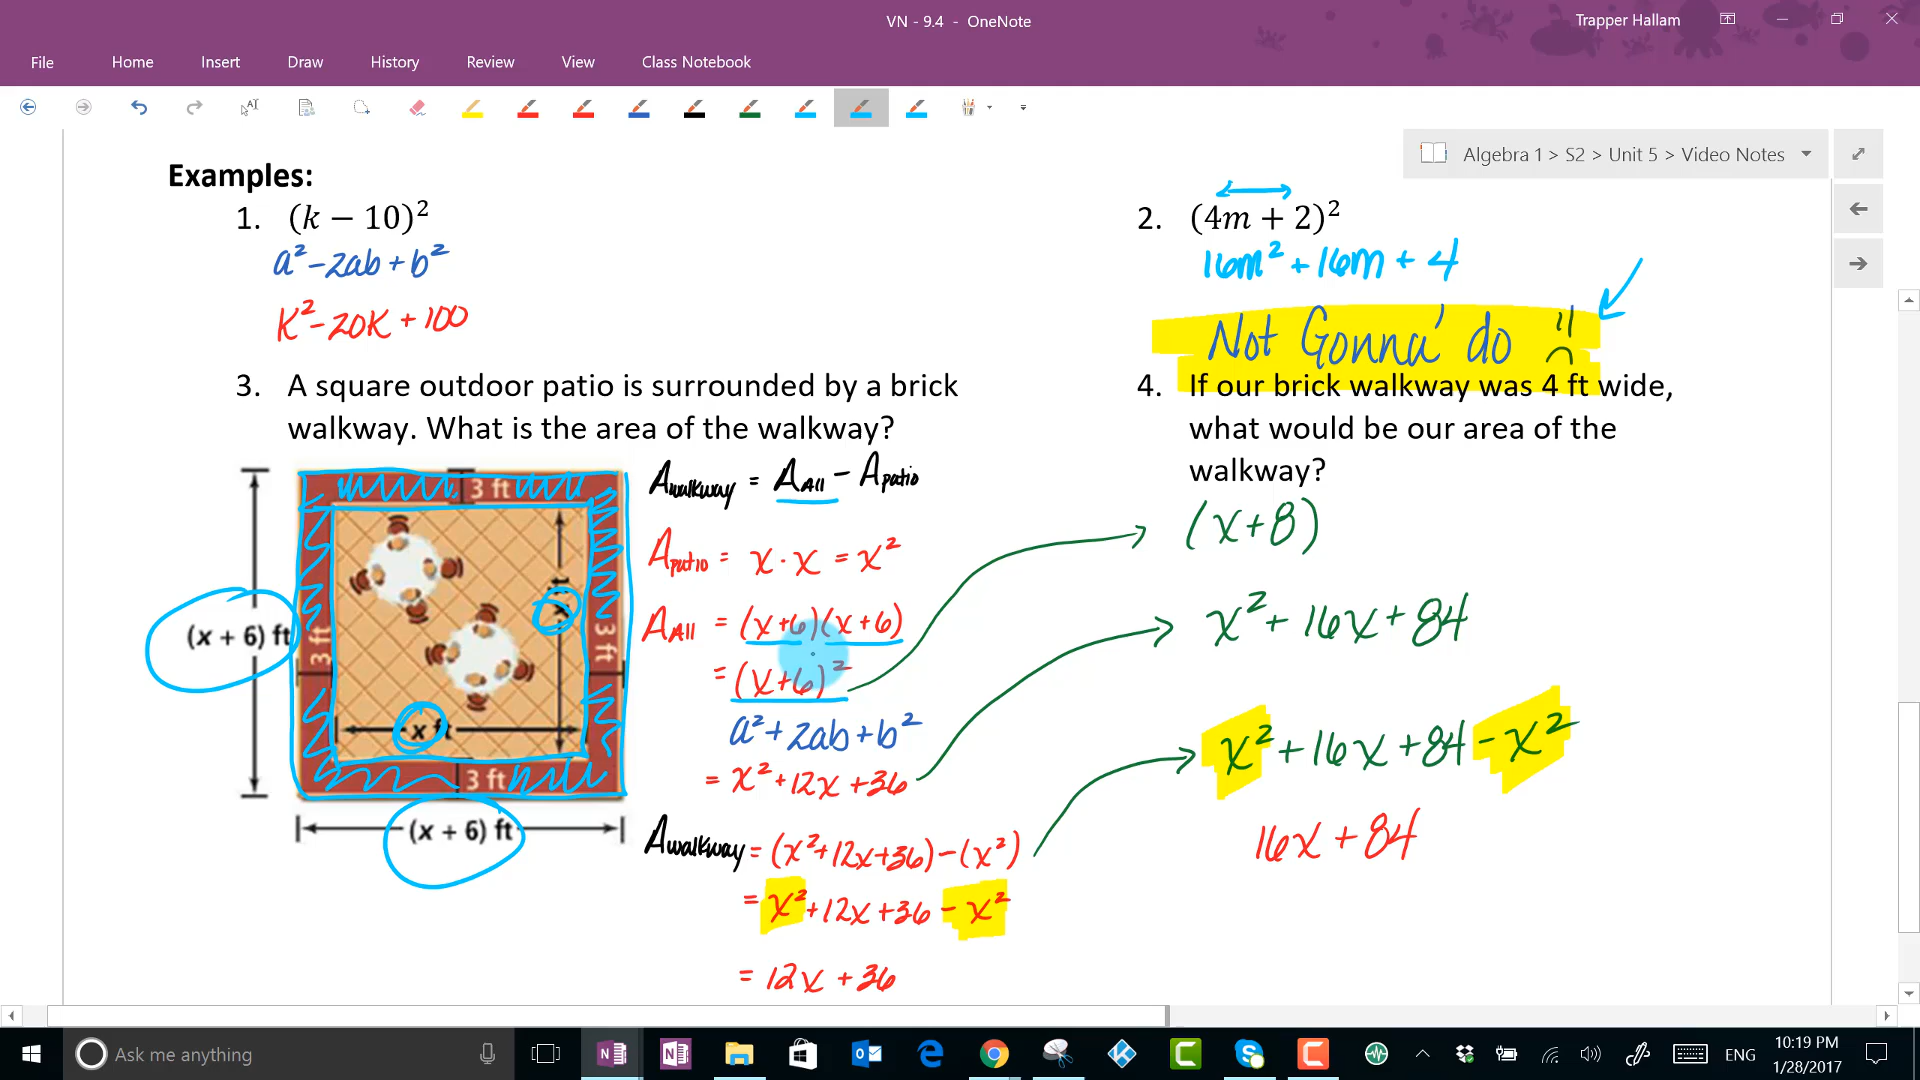 VN - 9.4 - OneNote
Trapper Hallam
File Home Insert Draw History Review View Class Notebook
Algebra 1 > S2 > Unit 5 > Video Notes
Examples:
1. (k − 10)²
a² - 2ab + b²
k² - 20k + 100
2. (4m + 2)²
16m² + 16m + 4
Not Gonna' do
3. A square outdoor patio is surrounded by a brick
walkway. What is the area of the walkway?
3 ft
3 ft
3 ft
3 ft
x ft
(x + 6) ft
(x + 6) ft
A walkway = A All - A patio
A patio = x · x = x²
A All = (x+6)(x+6)
= (x+6)²
a² + 2ab + b²
= x² + 12x + 36
A walkway = (x² + 12x + 36) - (x²)
= x² + 12x + 36 - x²
= 12x + 36
4. If our brick walkway was 4 ft wide,
what would be our area of the
walkway?
(x+8)
x² + 16x + 84
x² + 16x + 84 - x²
16x + 84
Ask me anything
ENG
10:19 PM
1/28/2017